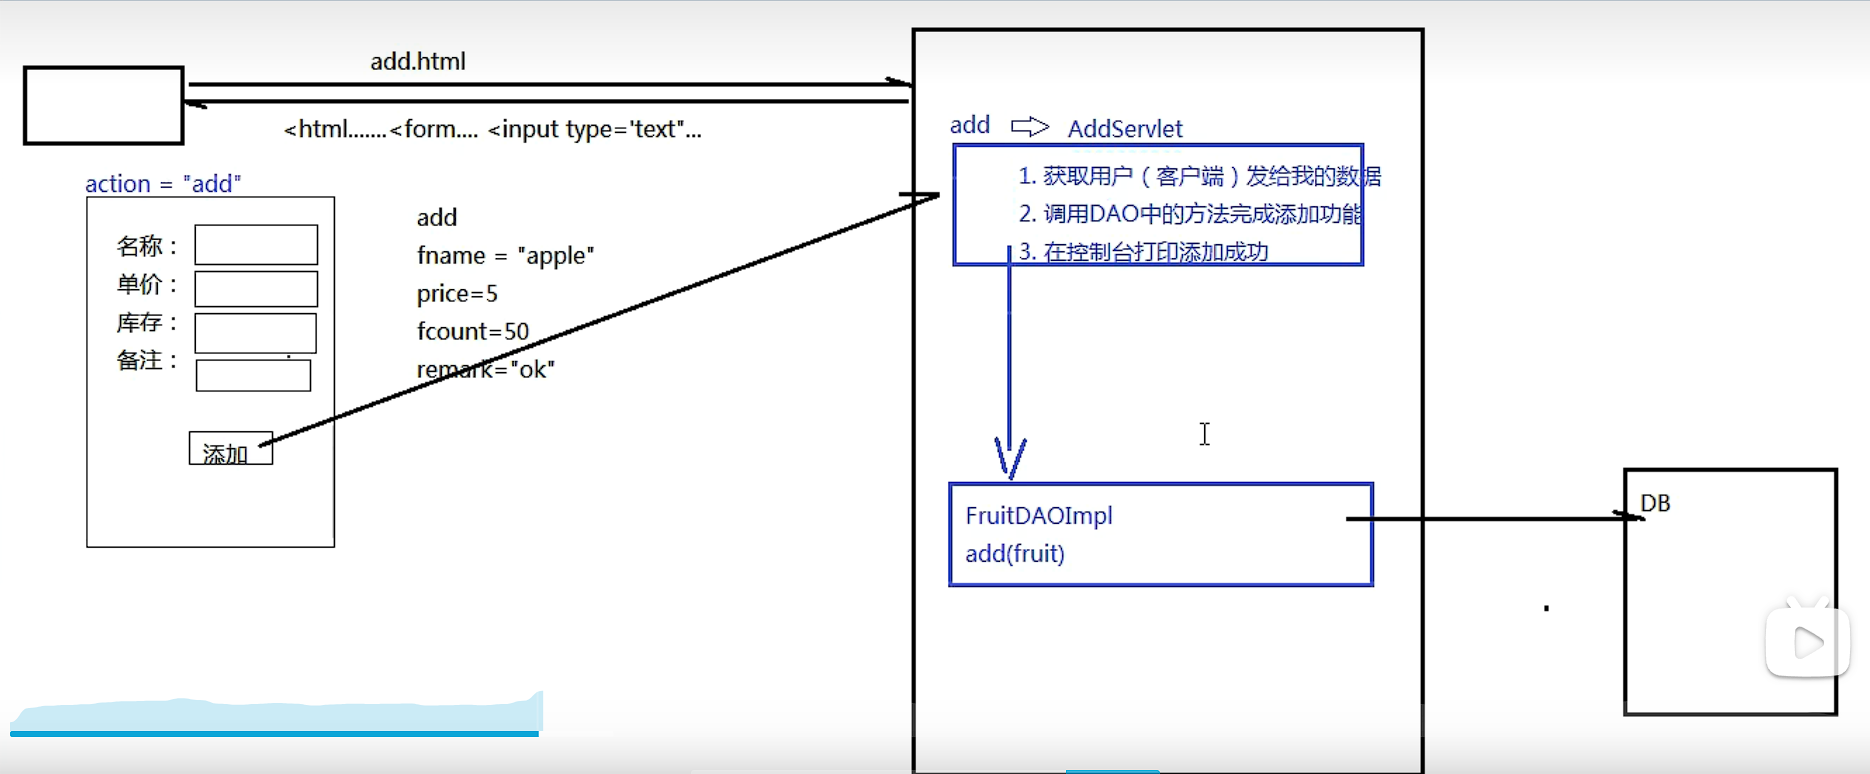 add.html
<html.......<form.... <input type='text"...
action = "add"
名称：
单价：
库存：
备注：
添加
add
fname = "apple"
price=5
fcount=50
remark="ok"
add AddServlet
1. 获取用户（客户端）发给我的数据
2. 调用DAO中的方法完成添加功能
3. 在控制台打印添加成功
FruitDAOImpl
add(fruit)
DB